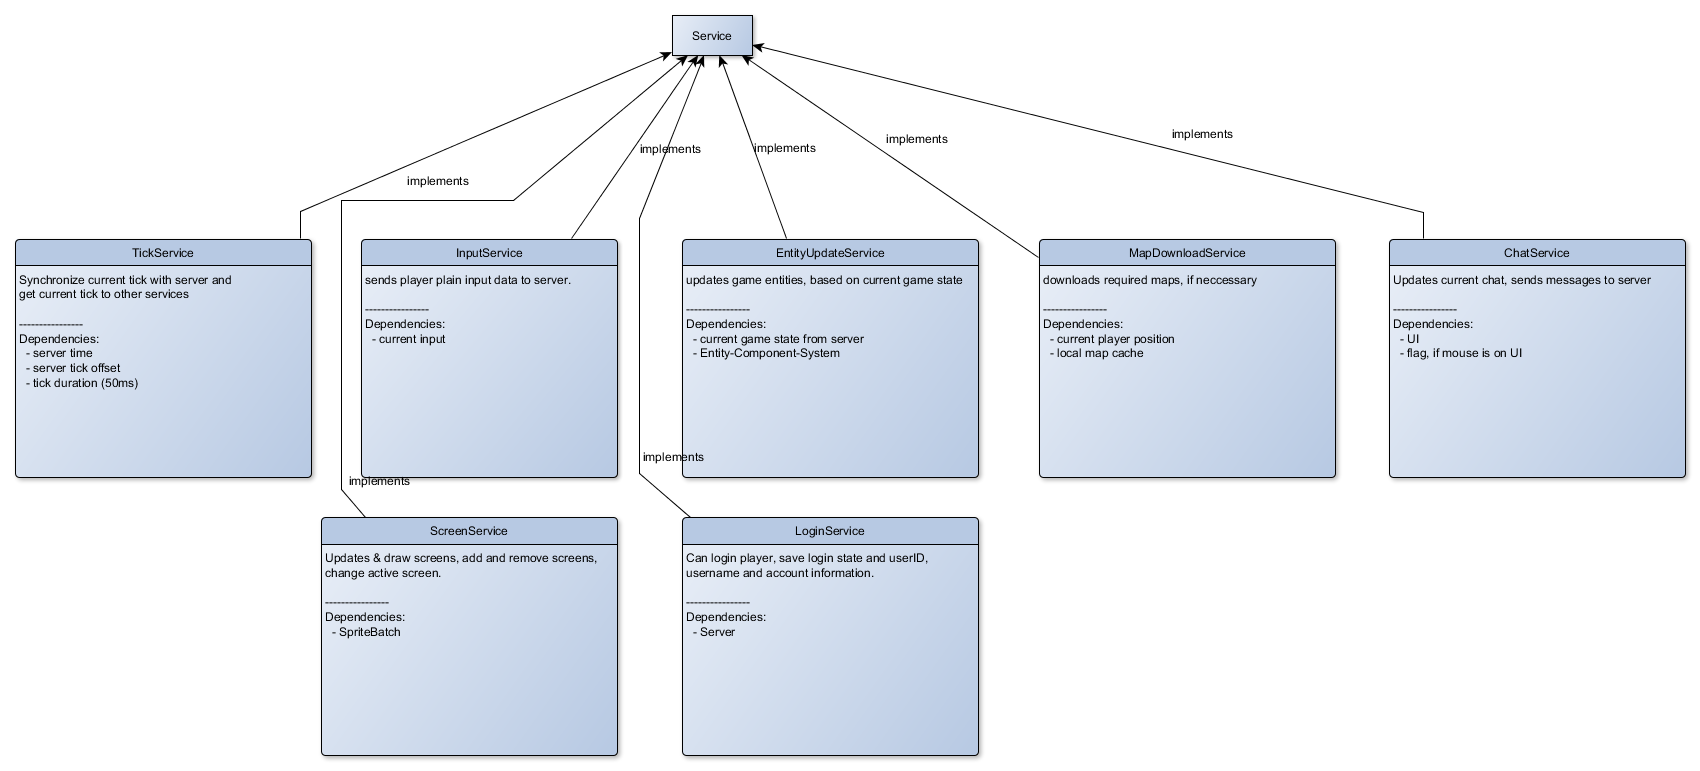 Service
implements
implements
implements
implements
implements
TickService
Synchronize current tick with server and
get current tick to other services
----------------
Dependencies:
- server time
- server tick offset
- tick duration (50ms)
InputService
sends player plain input data to server.
----------------
Dependencies:
- current input
EntityUpdateService
updates game entities, based on current game state
----------------
Dependencies:
- current game state from server
- Entity-Component-System
MapDownloadService
downloads required maps, if neccessary
----------------
Dependencies:
- current player position
- local map cache
ChatService
Updates current chat, sends messages to server
----------------
Dependencies:
- UI
- flag, if mouse is on UI
implements
implements
ScreenService
Updates & draw screens, add and remove screens,
change active screen.
----------------
Dependencies:
- SpriteBatch
LoginService
Can login player, save login state and userID,
username and account information.
----------------
Dependencies:
- Server